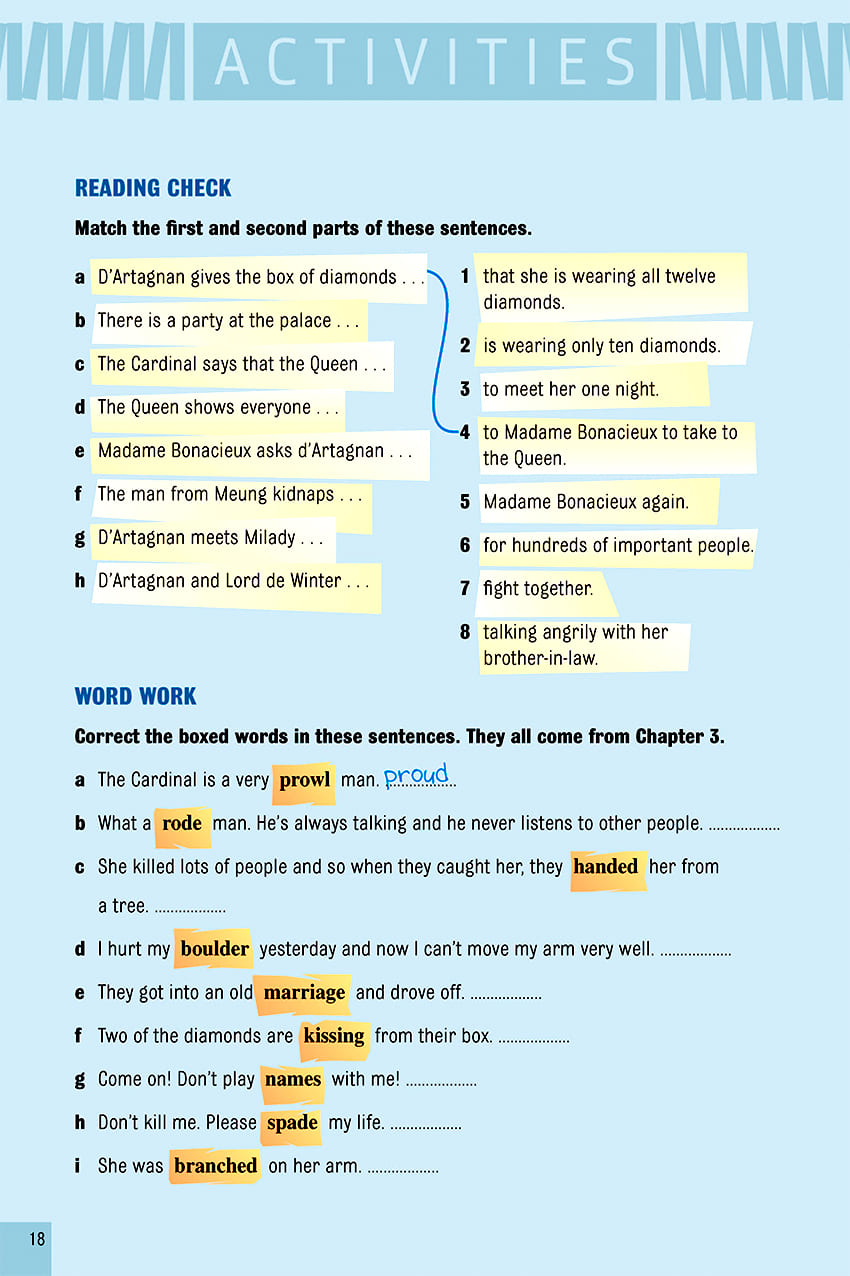 ACTIVITIES
READING CHECK
Match the first and second parts of these sentences.
a D'Artagnan gives the box of diamonds . . .
b There is a party at the palace . . .
c The Cardinal says that the Queen . . .
d The Queen shows everyone . . .
e Madame Bonacieux asks d'Artagnan . . .
f The man from Meung kidnaps . . .
g D'Artagnan meets Milady . . .
h D'Artagnan and Lord de Winter . . .
1 that she is wearing all twelve
diamonds.
2 is wearing only ten diamonds.
3 to meet her one night.
4 to Madame Bonacieux to take to
the Queen.
5 Madame Bonacieux again.
6 for hundreds of important people.
7 fight together.
8 talking angrily with her
brother-in-law.
WORD WORK
Correct the boxed words in these sentences. They all come from Chapter 3.
a The Cardinal is a very prowl man. proud
b What a rode man. He's always talking and he never listens to other people. ..................
c She killed lots of people and so when they caught her, they handed her from
a tree. ..................
d I hurt my boulder yesterday and now I can't move my arm very well. ..................
e They got into an old marriage and drove off. ..................
f Two of the diamonds are kissing from their box. ..................
g Come on! Don't play names with me! ..................
h Don't kill me. Please spade my life. ..................
i She was branched on her arm. ..................
18